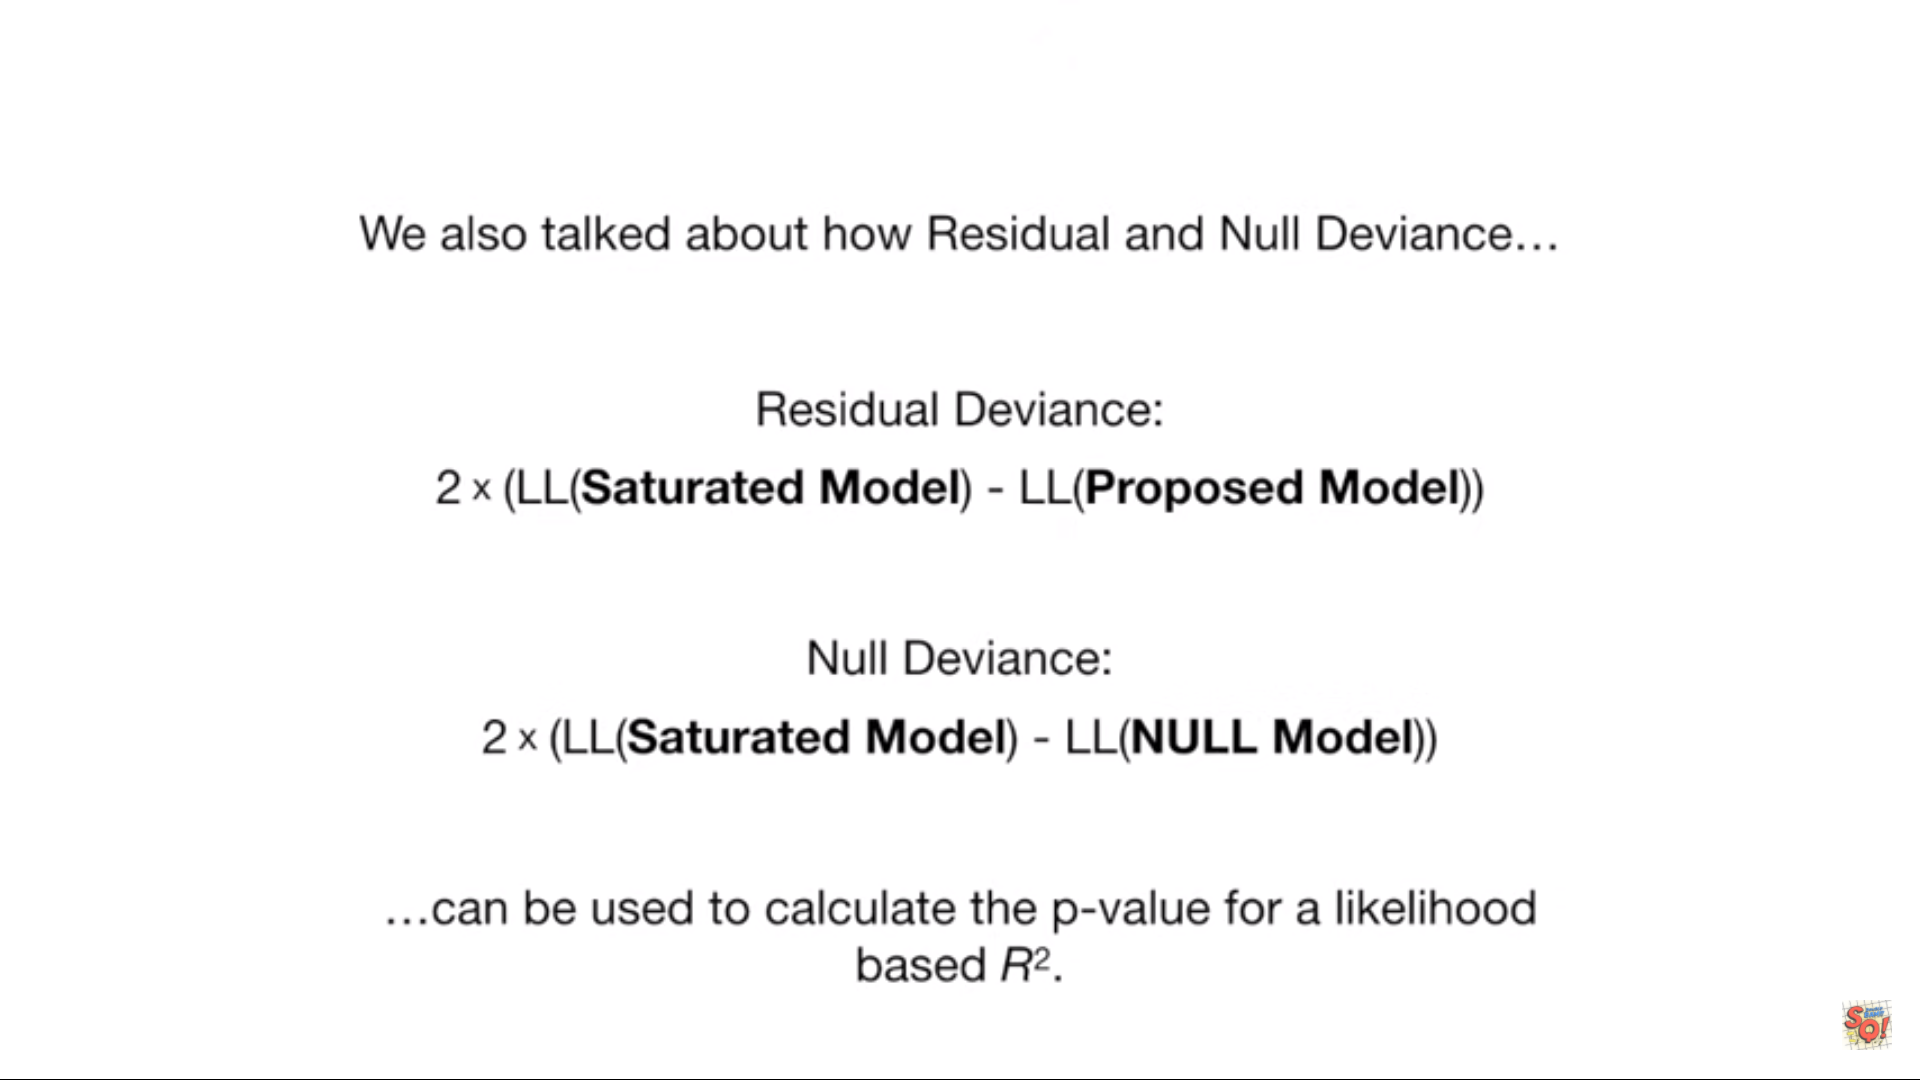 We also talked about how Residual and Null Deviance…
Residual Deviance:
2 x (LL(Saturated Model) - LL(Proposed Model))
Null Deviance:
2 x (LL(Saturated Model) - LL(NULL Model))
…can be used to calculate the p-value for a likelihood
based R².
SQ!